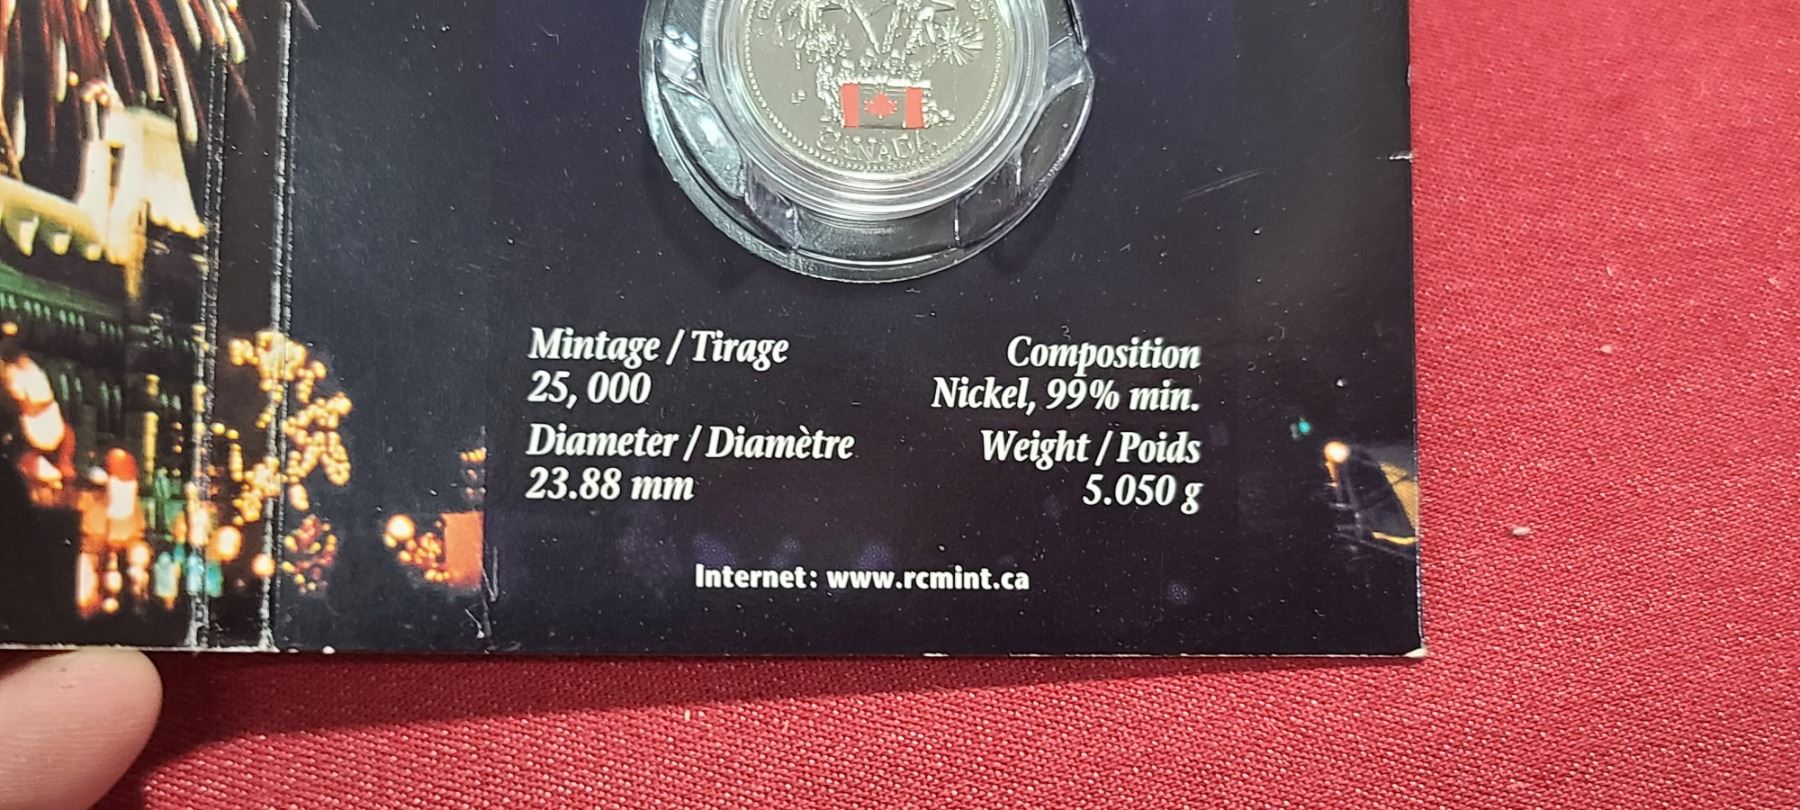 CANADA
Mintage / Tirage
25, 000
Diameter / Diamètre
23.88 mm
Composition
Nickel, 99% min.
Weight / Poids
5.050 g
Internet: www.rcmint.ca